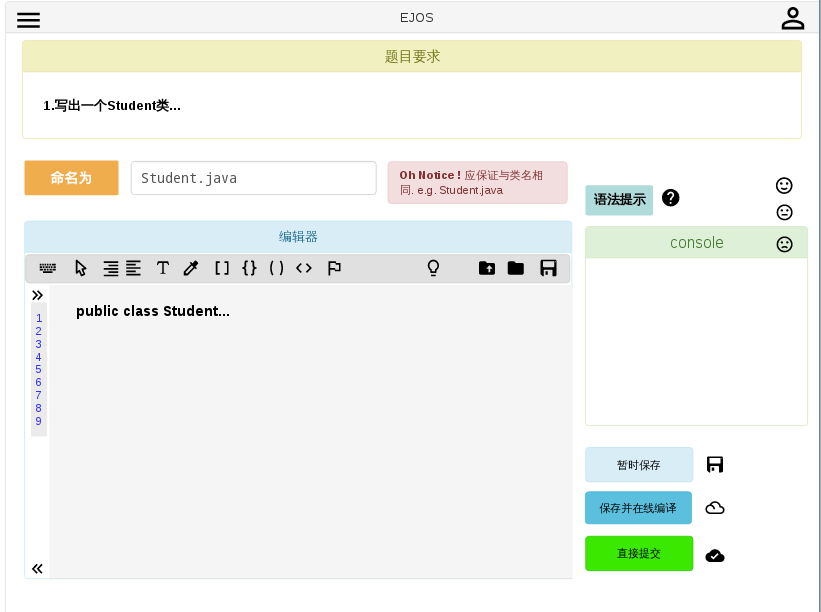 EJOS
题目要求
1.写出一个Student类...
命名为
Student.java
Oh Notice ! 应保证与类名相
同. e.g. Student.java
语法提示
编辑器
console
T [ ] { } ( ) < >
public class Student...
1
2
3
4
5
6
7
8
9
暂时保存
保存并在线编译
直接提交